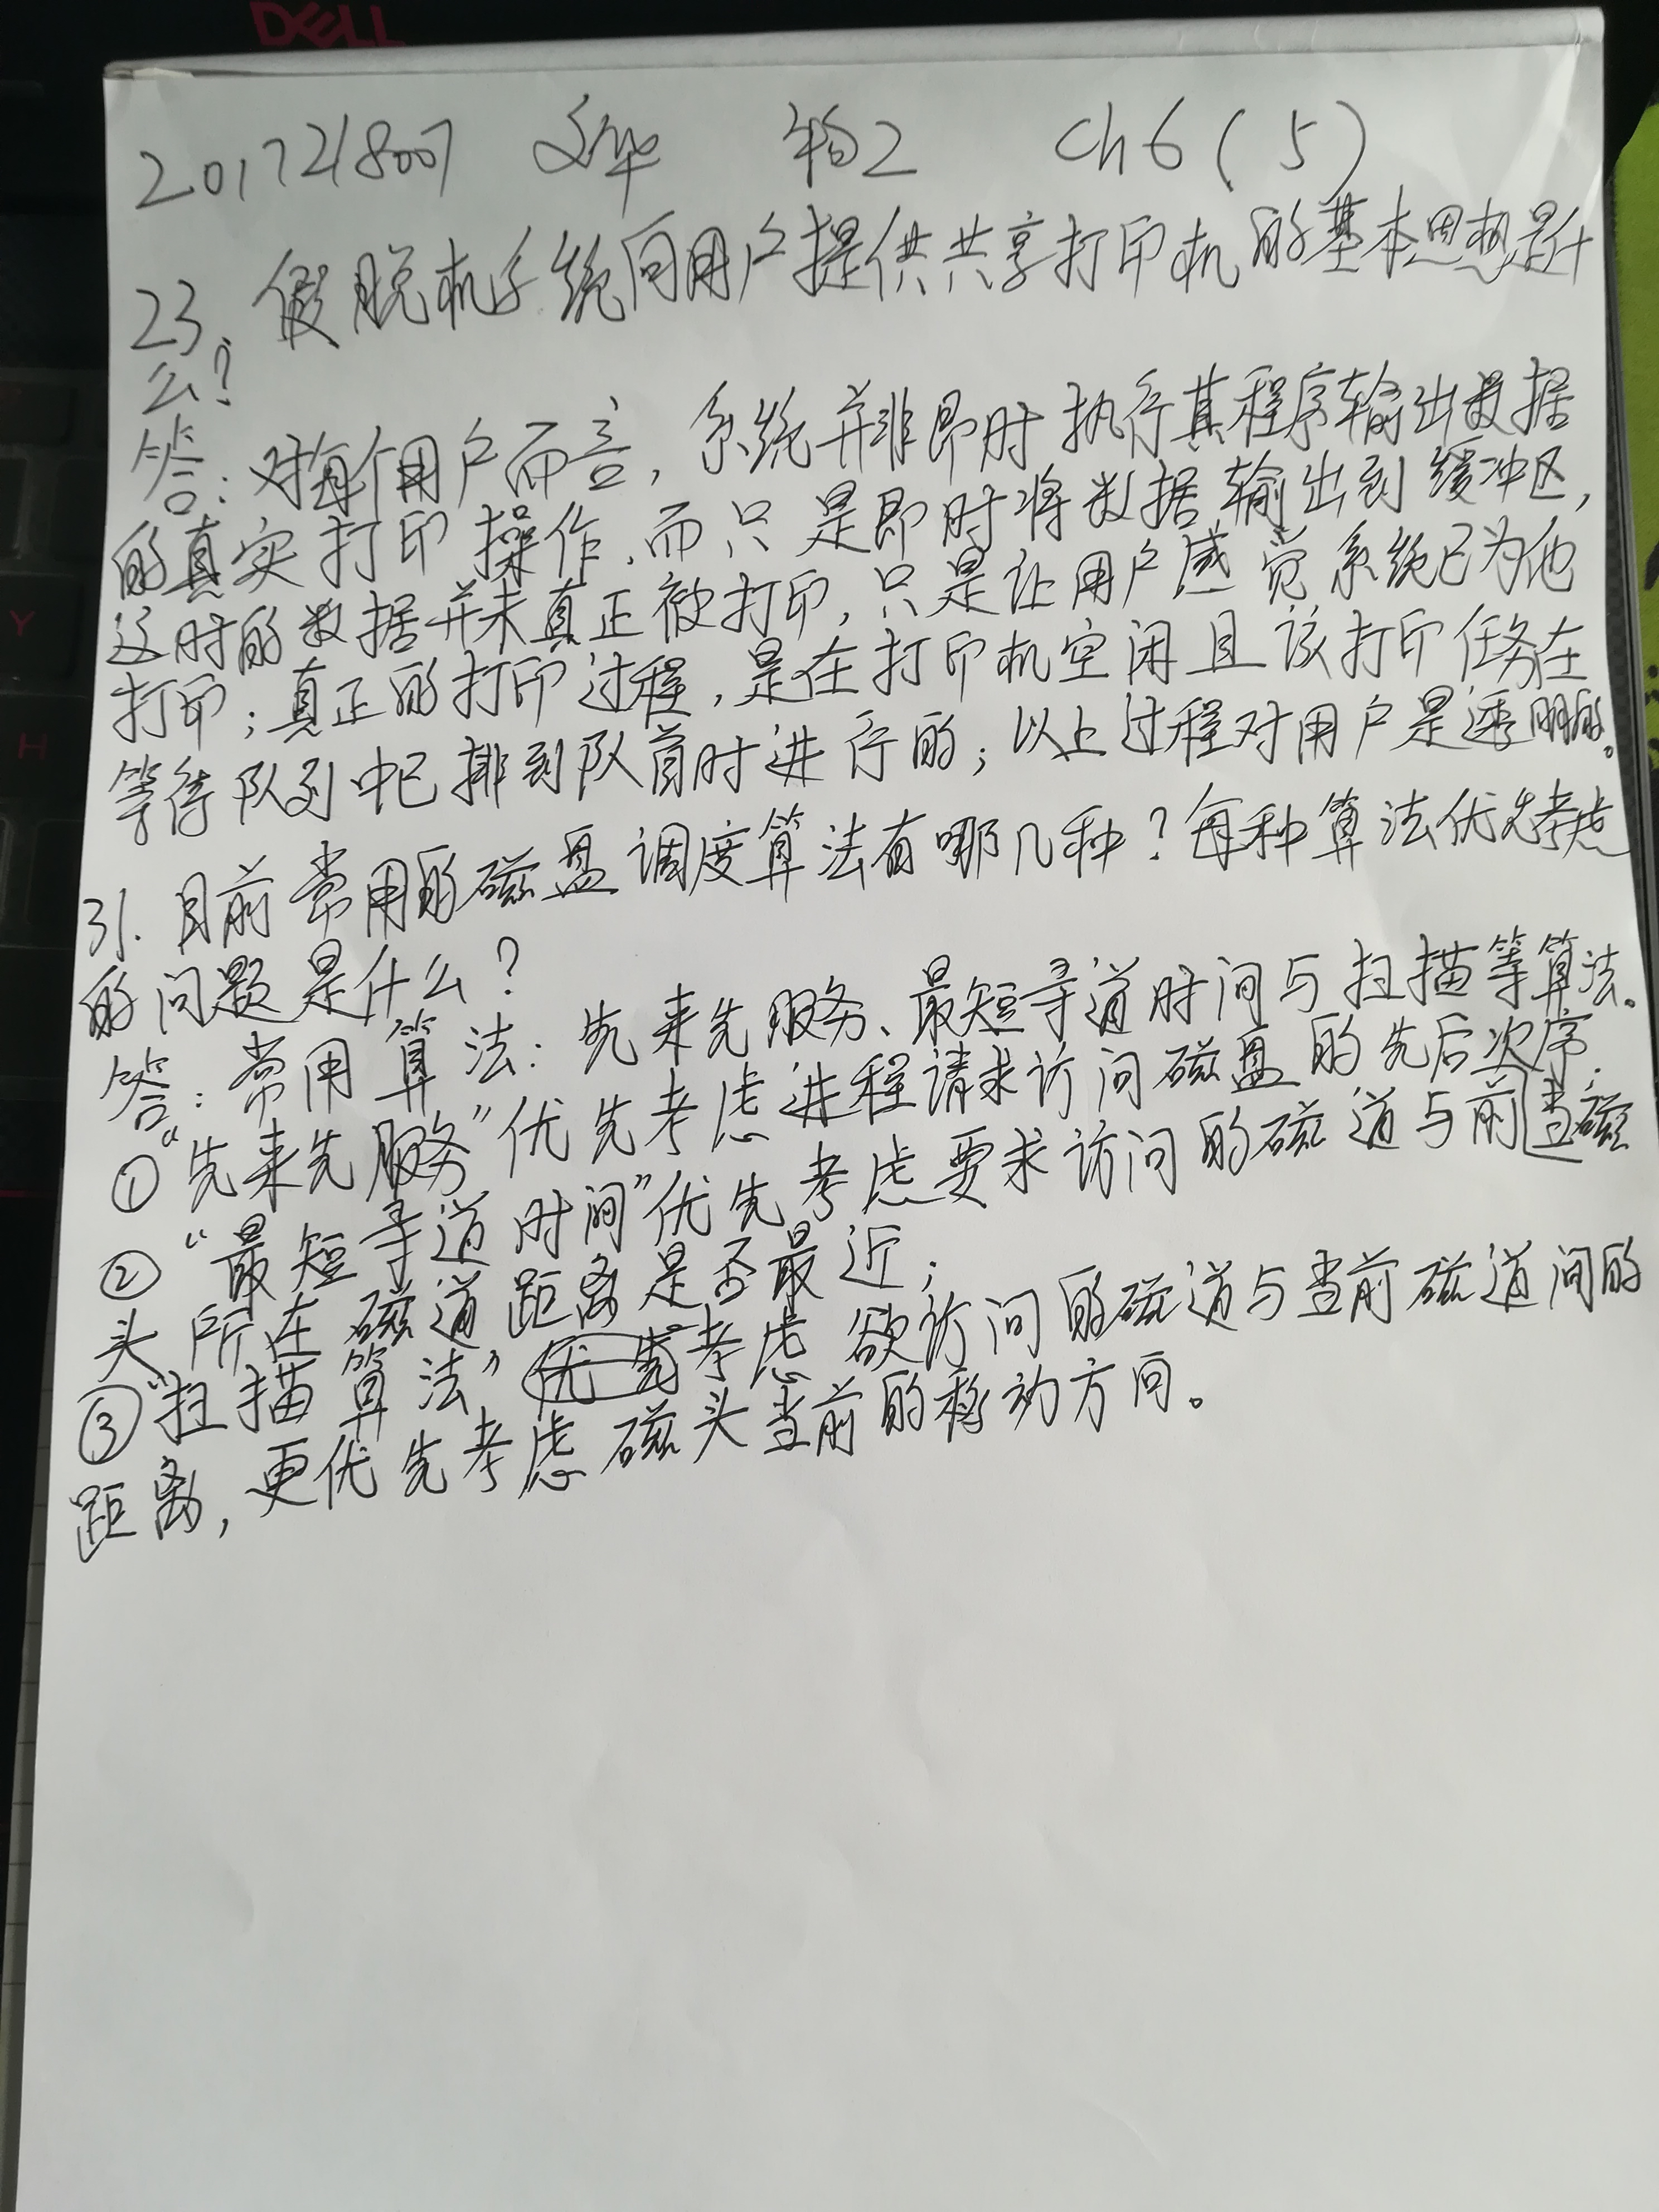 DELL
2017218007 Ch6(5)
23. 假脱机系统向用户提供共享打印机的基本思想是什
么?
答:对每个用户而言,系统并非即时执行其程序输出数据
的真实打印操作,而只是即时将数据输出到缓冲区,
这时的数据并未真正被打印,只是让用户感觉系统已为他
打印;真正的打印过程,是在打印机空闲且该打印任务在
等待队列中已排到队首时进行的;以上过程对用户是透明的。
31. 目前常用的磁盘调度算法有哪几种?每种算法优先考虑
的问题是什么?
答:常用算法:先来先服务、最短寻道时间与扫描等算法。
①“先来先服务”优先考虑进程请求访问磁盘的先后次序.
②“最短寻道时间”优先考虑要求访问的磁道与前当磁
头所在磁道距离是否最近;
③“扫描算法”优先考虑欲访问的磁道与当前磁道间的
距离,更优先考虑磁头当前的移动方向。
Y
H